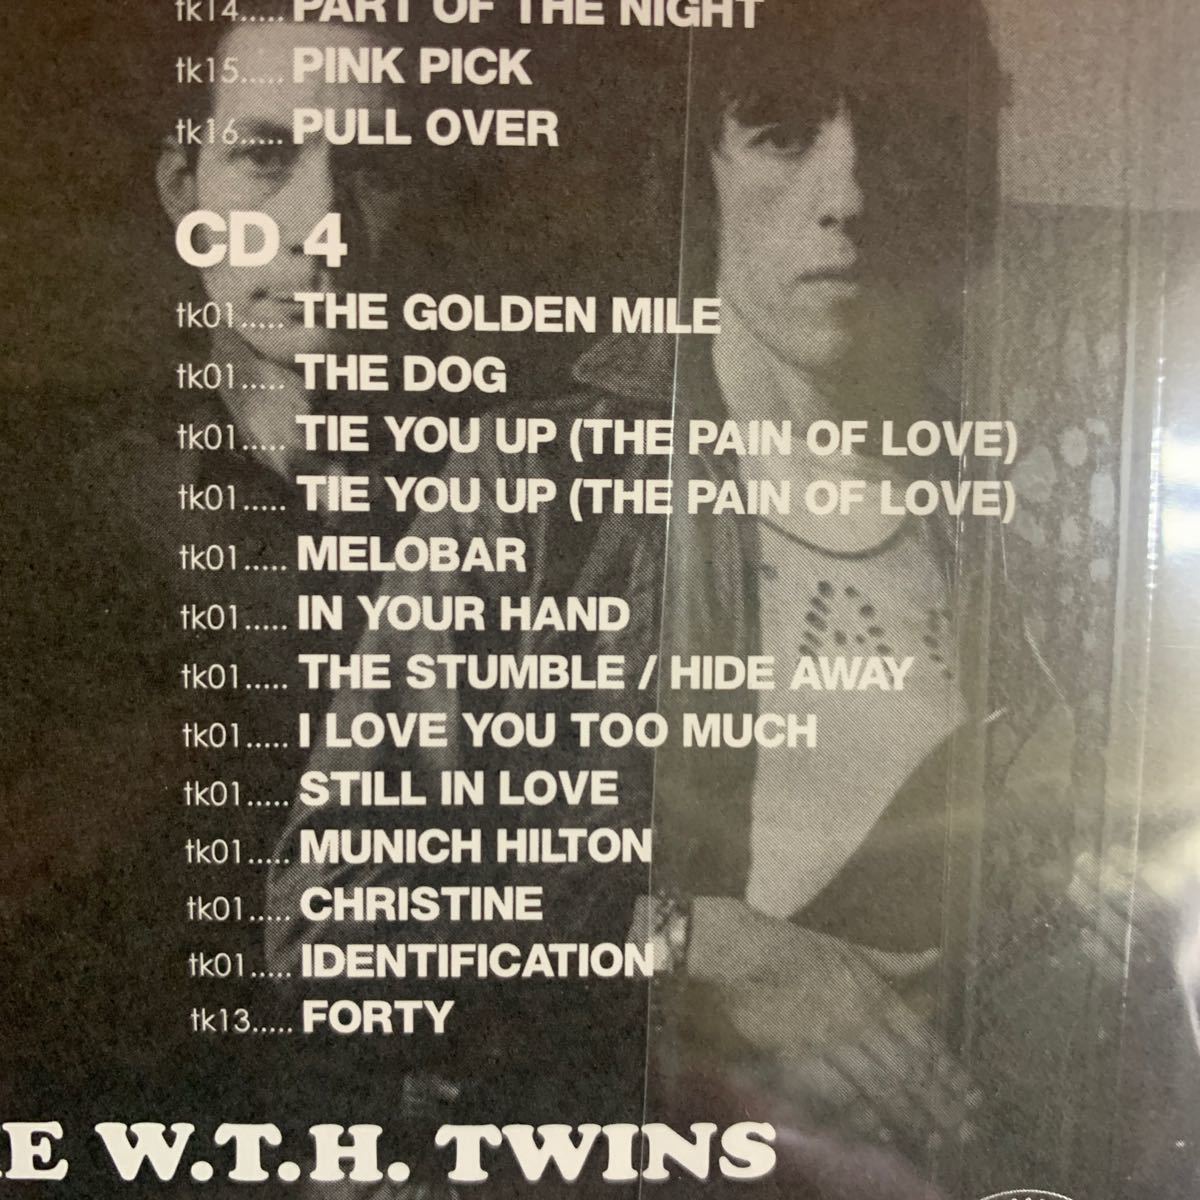 tk14..... PART OF THE NIGHT
tk15..... PINK PICK
tk16..... PULL OVER
CD 4
tk01..... THE GOLDEN MILE
tk01..... THE DOG
tk01..... TIE YOU UP (THE PAIN OF LOVE)
tk01..... TIE YOU UP (THE PAIN OF LOVE)
tk01..... MELOBAR
tk01..... IN YOUR HAND
tk01..... THE STUMBLE / HIDE AWAY
tk01..... I LOVE YOU TOO MUCH
tk01..... STILL IN LOVE
tk01..... MUNICH HILTON
tk01..... CHRISTINE
tk01..... IDENTIFICATION
tk13..... FORTY
W.T.H. TWINS